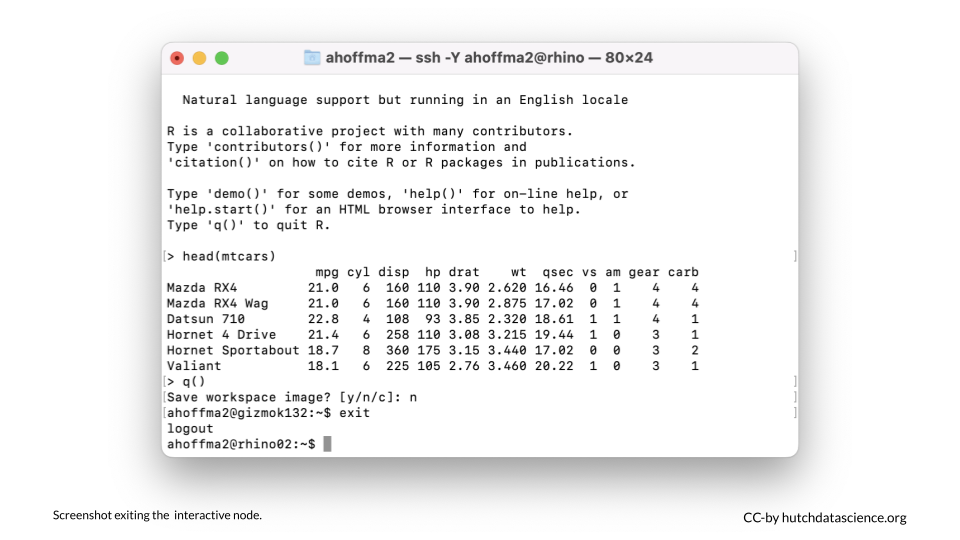 ahoffma2 — ssh -Y ahoffma2@rhino — 80×24
  Natural language support but running in an English locale
R is a collaborative project with many contributors.
Type 'contributors()' for more information and
'citation()' on how to cite R or R packages in publications.
Type 'demo()' for some demos, 'help()' for on-line help, or
'help.start()' for an HTML browser interface to help.
Type 'q()' to quit R.
[> head(mtcars) ]
                   mpg cyl disp  hp drat    wt  qsec vs am gear carb
Mazda RX4         21.0   6  160 110 3.90 2.620 16.46  0  1    4    4
Mazda RX4 Wag     21.0   6  160 110 3.90 2.875 17.02  0  1    4    4
Datsun 710        22.8   4  108  93 3.85 2.320 18.61  1  1    4    1
Hornet 4 Drive    21.4   6  258 110 3.08 3.215 19.44  1  0    3    1
Hornet Sportabout 18.7   8  360 175 3.15 3.440 17.02  0  0    3    2
Valiant           18.1   6  225 105 2.76 3.460 20.22  1  0    3    1
[> q() ]
[Save workspace image? [y/n/c]: n ]
[ahoffma2@gizmok132:~$ exit ]
logout
ahoffma2@rhino02:~$
Screenshot exiting the interactive node.
CC-by hutchdatascience.org